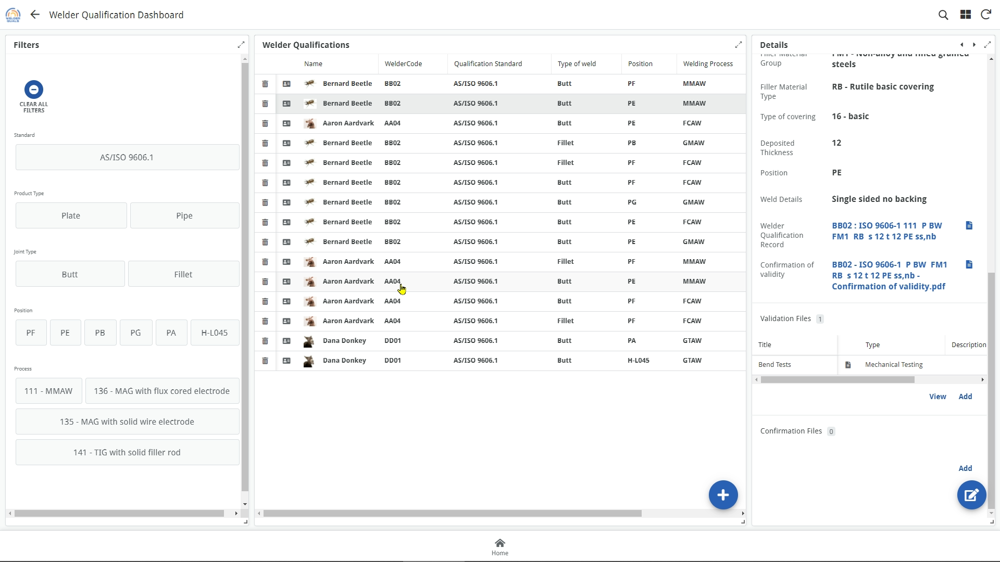 WELDER QUALS
Welder Qualification Dashboard
Filters
CLEAR ALL
FILTERS
Standard
AS/ISO 9606.1
Product Type
Plate Pipe
Joint Type
Butt Fillet
Position
PF PE PB PG PA H-L045
Process
111 - MMAW 136 - MAG with flux cored electrode
135 - MAG with solid wire electrode
141 - TIG with solid filler rod
Welder Qualifications
Name WelderCode Qualification Standard Type of weld Position Welding Process
Bernard Beetle BB02 AS/ISO 9606.1 Butt PF MMAW
Bernard Beetle BB02 AS/ISO 9606.1 Butt PE MMAW
Aaron Aardvark AA04 AS/ISO 9606.1 Butt PE FCAW
Bernard Beetle BB02 AS/ISO 9606.1 Fillet PB GMAW
Bernard Beetle BB02 AS/ISO 9606.1 Fillet PF FCAW
Bernard Beetle BB02 AS/ISO 9606.1 Butt PF FCAW
Bernard Beetle BB02 AS/ISO 9606.1 Butt PG GMAW
Bernard Beetle BB02 AS/ISO 9606.1 Butt PE FCAW
Bernard Beetle BB02 AS/ISO 9606.1 Butt PE GMAW
Aaron Aardvark AA04 AS/ISO 9606.1 Fillet PF MMAW
Aaron Aardvark AA04 AS/ISO 9606.1 Butt PE MMAW
Aaron Aardvark AA04 AS/ISO 9606.1 Butt PF FCAW
Aaron Aardvark AA04 AS/ISO 9606.1 Fillet PF FCAW
Dana Donkey DD01 AS/ISO 9606.1 Butt PA GTAW
Dana Donkey DD01 AS/ISO 9606.1 Butt H-L045 GTAW
Details
Filler Material FM1 - Non-alloy and fined grained
Group steels
Filler Material RB - Rutile basic covering
Type
Type of covering 16 - basic
Deposited 12
Thickness
Position PE
Weld Details Single sided no backing
Welder BB02 : ISO 9606-1 111 P BW
Qualification FM1 RB s 12 t 12 PE ss,nb
Record
Confirmation of BB02 - ISO 9606-1 P BW FM1
validity RB s 12 t 12 PE ss,nb -
Confirmation of validity.pdf
Validation Files 1
Title Type Description
Bend Tests Mechanical Testing
View Add
Confirmation Files 0
Add
Home